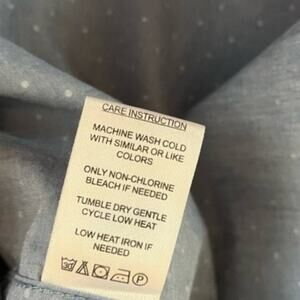 CARE INSTRUCTION
MACHINE WASH COLD
WITH SIMILAR OR LIKE
COLORS
ONLY NON-CHLORINE
BLEACH IF NEEDED
TUMBLE DRY GENTLE
CYCLE LOW HEAT
LOW HEAT IRON IF
NEEDED
30 P